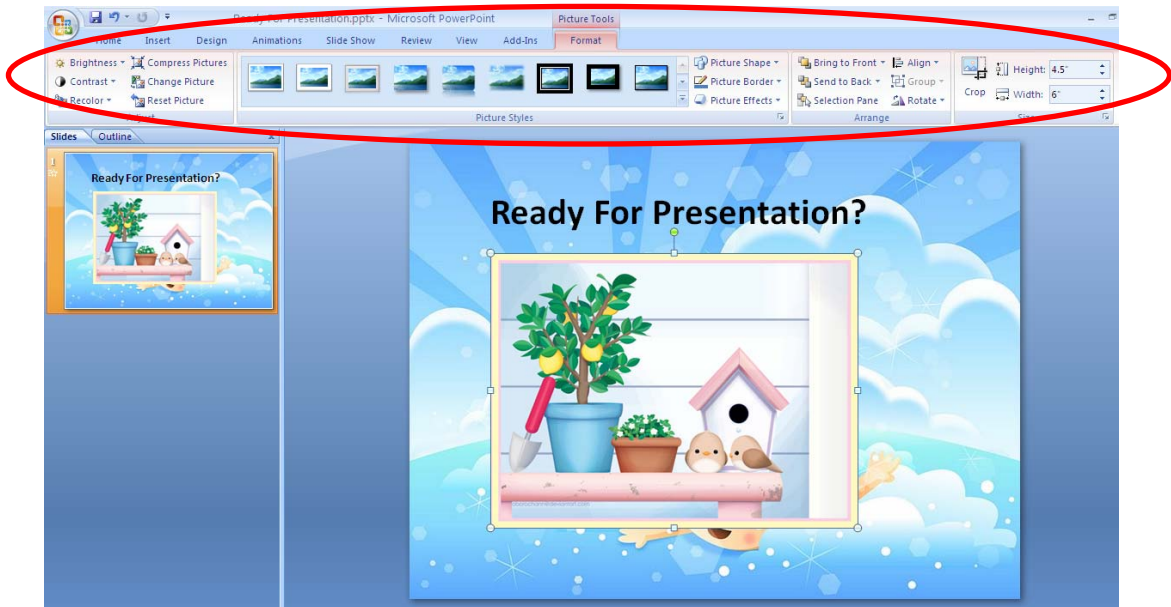 Ready For Presentation.pptx - Microsoft PowerPoint
Picture Tools
Home Insert Design Animations Slide Show Review View Add-Ins Format
Brightness Compress Pictures
Contrast Change Picture
Recolor Reset Picture
Adjust
Picture Styles
Picture Shape
Picture Border
Picture Effects
Bring to Front Align
Send to Back Group
Selection Pane Rotate
Arrange
Crop
Height: 4.5"
Width: 6"
Size
Slides Outline
1
Ready For Presentation?
Ready For Presentation?